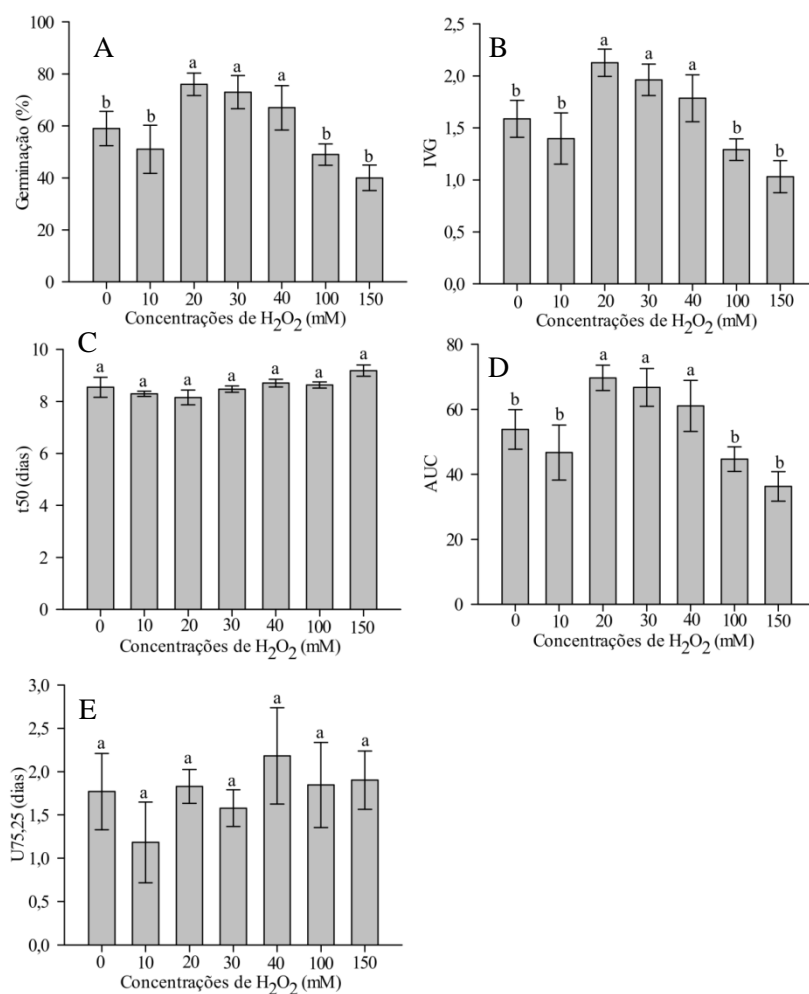 A
Germinação (%)
100
80
60
40
20
0
b b a a a b b
0 10 20 30 40 100 150
Concentrações de H2O2 (mM)
B
IVG
2,5
2,0
1,5
1,0
0,5
0,0
b b a a a b b
0 10 20 30 40 100 150
Concentrações de H2O2 (mM)
C
t50 (dias)
10
8
6
4
2
0
a a a a a a a
0 10 20 30 40 100 150
Concentrações de H2O2 (mM)
D
AUC
80
60
40
20
0
b b a a a b b
0 10 20 30 40 100 150
Concentrações de H2O2 (mM)
E
U75,25 (dias)
3,0
2,5
2,0
1,5
1,0
0,5
0,0
a a a a a a a
0 10 20 30 40 100 150
Concentrações de H2O2 (mM)